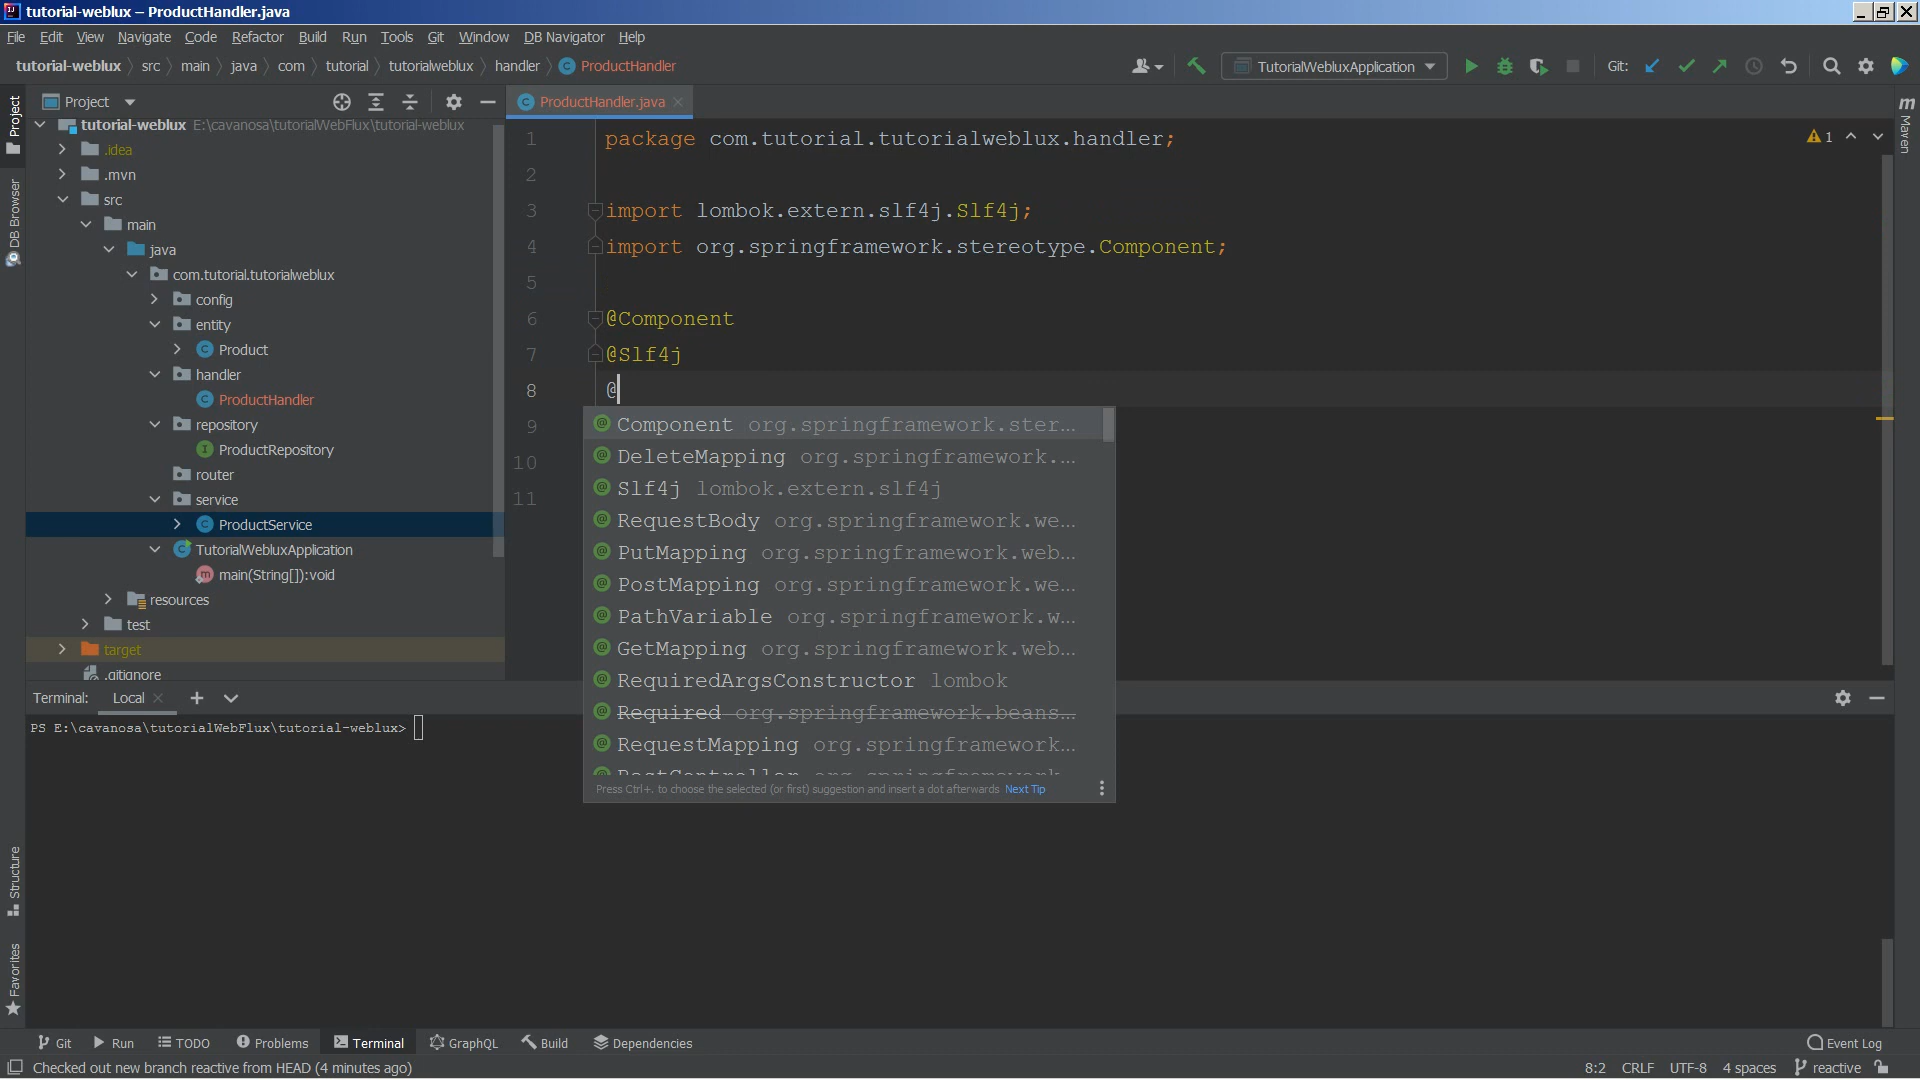 tutorial-weblux – ProductHandler.java
File Edit View Navigate Code Refactor Build Run Tools Git Window DB Navigator Help
tutorial-weblux src main java com tutorial tutorialweblux handler ProductHandler TutorialWebluxApplication Git:
Project
ProductHandler.java
Project
DB Browser
Structure
Favorites
Maven
tutorial-weblux E:\cavanosa\tutorialWebFlux\tutorial-weblux
.idea
.mvn
src
main
java
com.tutorial.tutorialweblux
config
entity
Product
handler
ProductHandler
repository
ProductRepository
router
service
ProductService
TutorialWebluxApplication
main(String[]):void
resources
test
target
.gitignore
1 package com.tutorial.tutorialweblux.handler;
2
3 import lombok.extern.slf4j.Slf4j;
4 import org.springframework.stereotype.Component;
5
6 @Component
7 @Slf4j
8 @
9
10
11
1
Component org.springframework.ster...
DeleteMapping org.springframework....
Slf4j lombok.extern.slf4j
RequestBody org.springframework.we...
PutMapping org.springframework.web...
PostMapping org.springframework.we...
PathVariable org.springframework.w...
GetMapping org.springframework.web...
RequiredArgsConstructor lombok
Required org.springframework.beans...
RequestMapping org.springframework...
RestController org.springframework.
Press Ctrl+. to choose the selected (or first) suggestion and insert a dot afterwards Next Tip
Terminal: Local
PS E:\cavanosa\tutorialWebFlux\tutorial-weblux>
Git Run TODO Problems Terminal GraphQL Build Dependencies Event Log
Checked out new branch reactive from HEAD (4 minutes ago) 8:2 CRLF UTF-8 4 spaces reactive